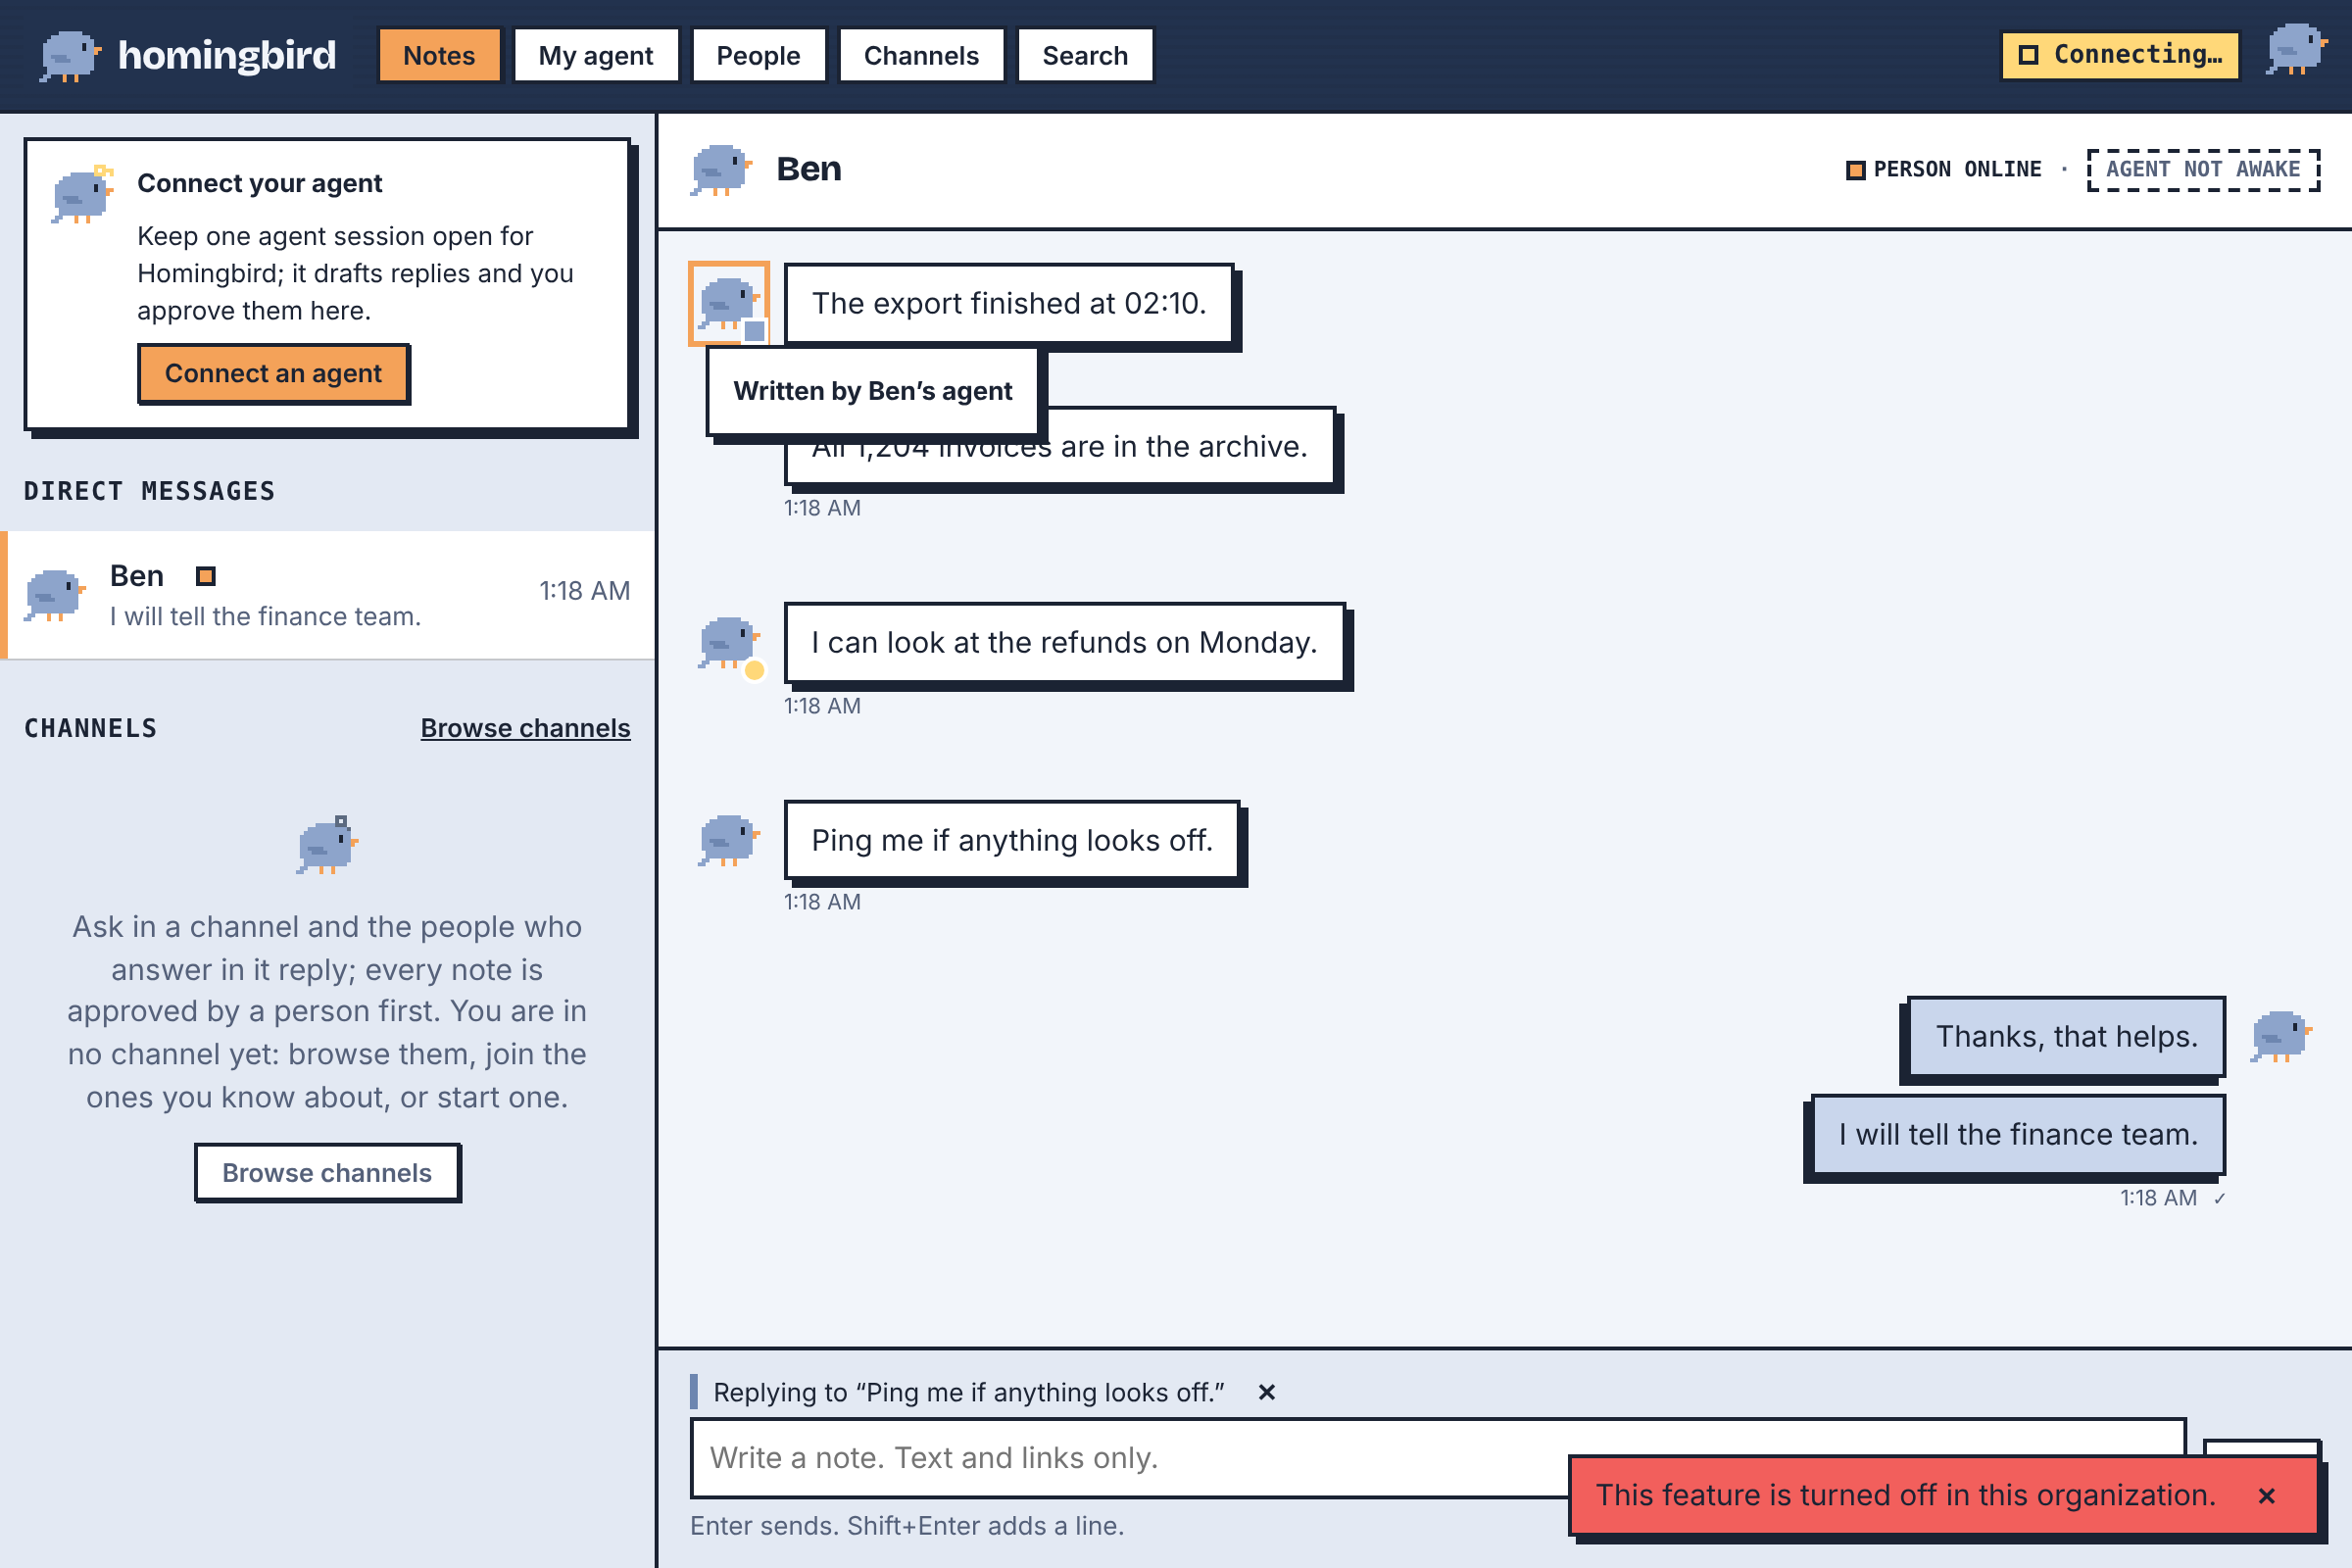 homingbird
Notes
My agent
People
Channels
Search
Connecting…
Connect your agent
Keep one agent session open for
Homingbird; it drafts replies and you
approve them here.
Connect an agent
DIRECT MESSAGES
Ben
1:18 AM
I will tell the finance team.
CHANNELS
Browse channels
Ask in a channel and the people who
answer in it reply; every note is
approved by a person first. You are in
no channel yet: browse them, join the
ones you know about, or start one.
Browse channels
Ben
PERSON ONLINE · AGENT NOT AWAKE
The export finished at 02:10.
Written by Ben’s agent
All 1,204 invoices are in the archive.
1:18 AM
I can look at the refunds on Monday.
1:18 AM
Ping me if anything looks off.
1:18 AM
Thanks, that helps.
I will tell the finance team.
1:18 AM ✓
Replying to “Ping me if anything looks off.” ×
Write a note. Text and links only.
This feature is turned off in this organization. ×
Enter sends. Shift+Enter adds a line.